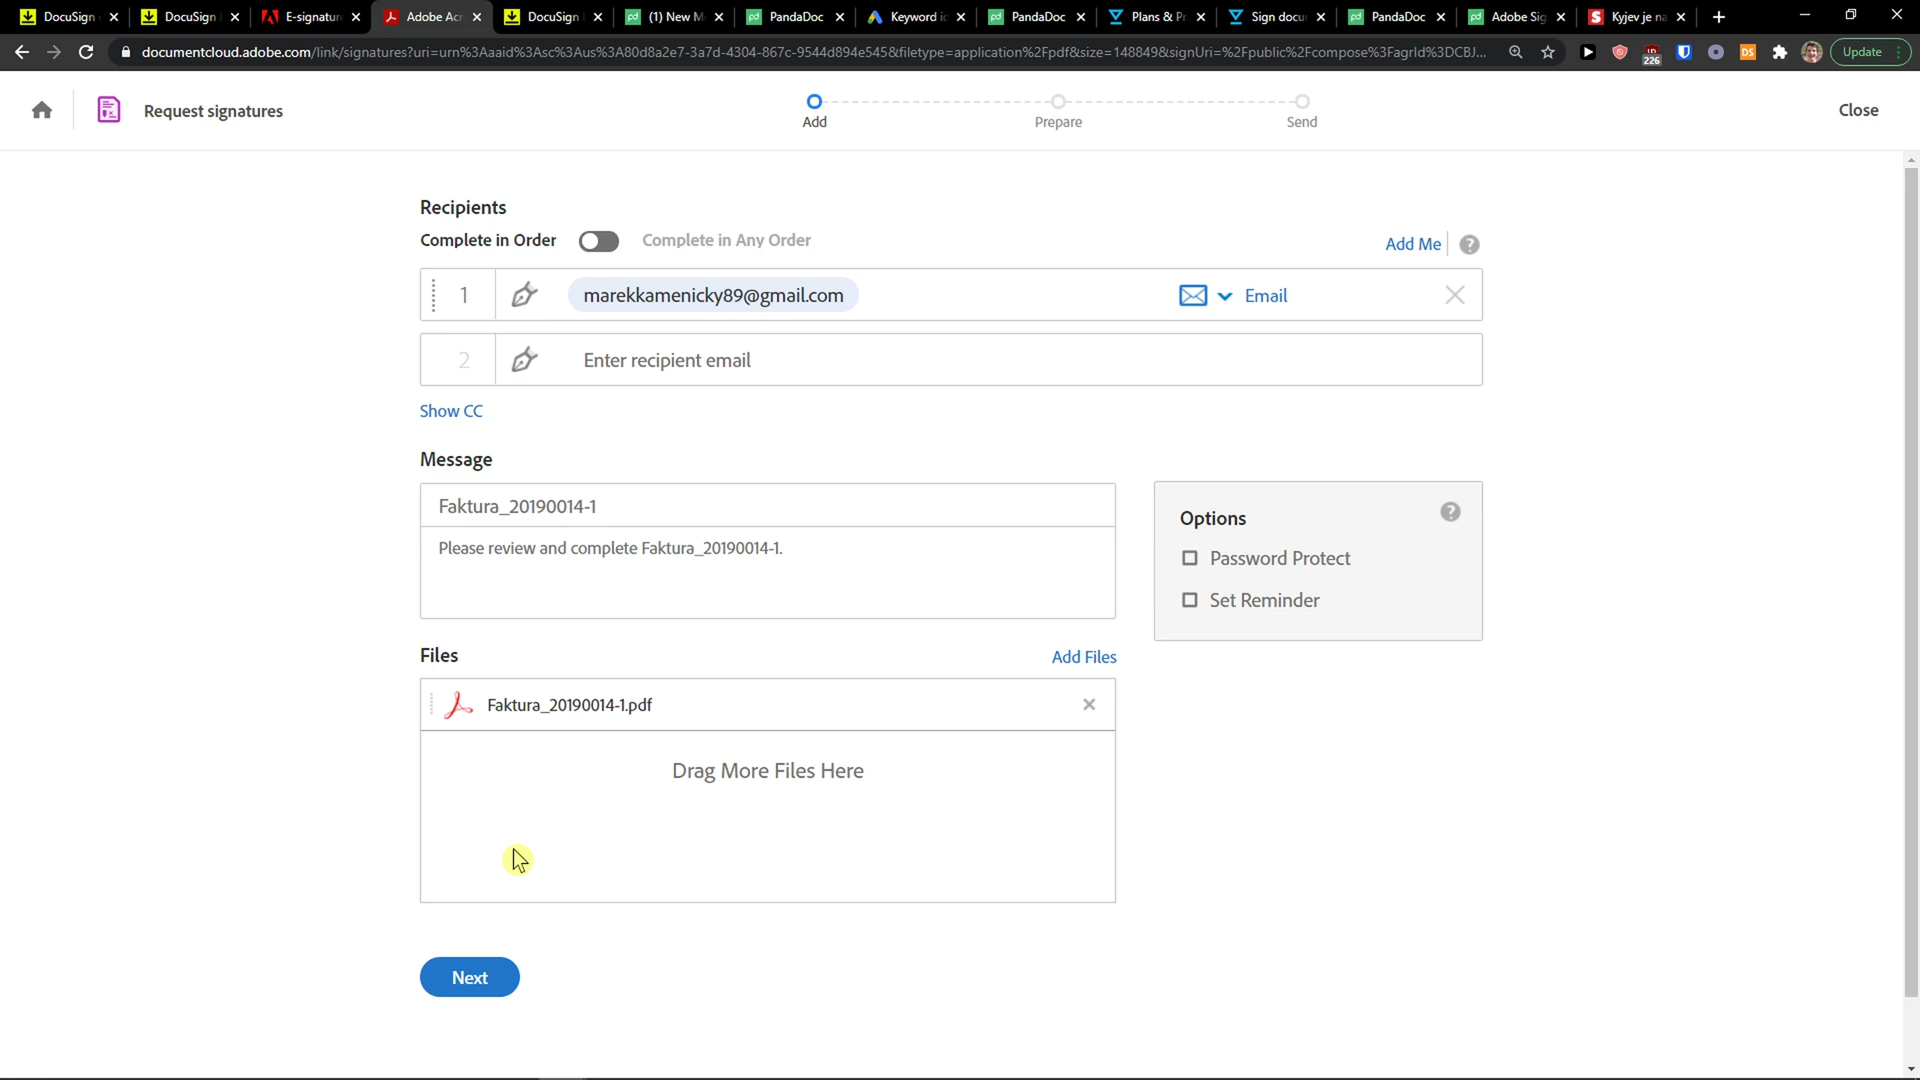 DocuSign
DocuSign
E-signatur
Adobe Acr
DocuSign
(1) New M
PandaDoc
Keyword ic
PandaDoc
Plans & Pr
Sign docu
PandaDoc
Adobe Sig
Kyjev je na
documentcloud.adobe.com/link/signatures?uri=urn%3Aaaid%3Asc%3Aus%3A80d8a2e7-3a7d-4304-867c-9544d894e545&filetype=application%2Fpdf&size=148849&signUri=%2Fpublic%2Fcompose%3FagrId%3DCBJ...
226
DS
Update
Request signatures
Add
Prepare
Send
Close
Recipients
Complete in Order
Complete in Any Order
Add Me
?
1
marekkamenicky89@gmail.com
Email
2
Enter recipient email
Show CC
Message
Faktura_20190014-1
Please review and complete Faktura_20190014-1.
Options
?
Password Protect
Set Reminder
Files
Add Files
Faktura_20190014-1.pdf
Drag More Files Here
Next